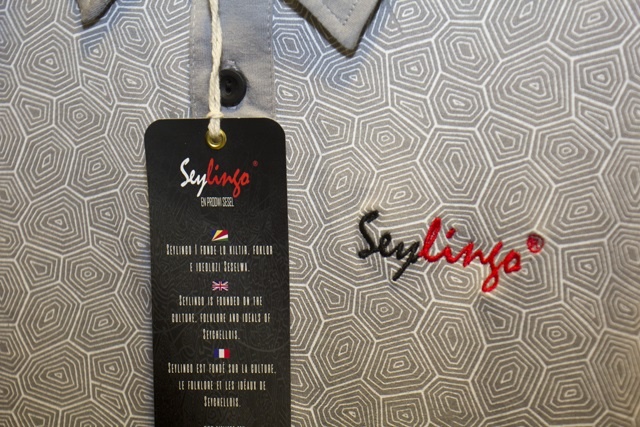 Seylingo®
EN PRODWI SESEL
SEYLINGO I FONDE LO KILTIR, FOKLOR
E IDEOLOZI SESELWA.
SEYLINGO IS FOUNDED ON THE
CULTURE, FOLKLORE AND IDEALS OF
SEYCHELLOIS.
SEYLINGO EST FONDÉ SUR LA CULTURE,
LE FOLKLORE ET LES IDÉAUX DE
SEYCHELLOIS.
Seylingo®